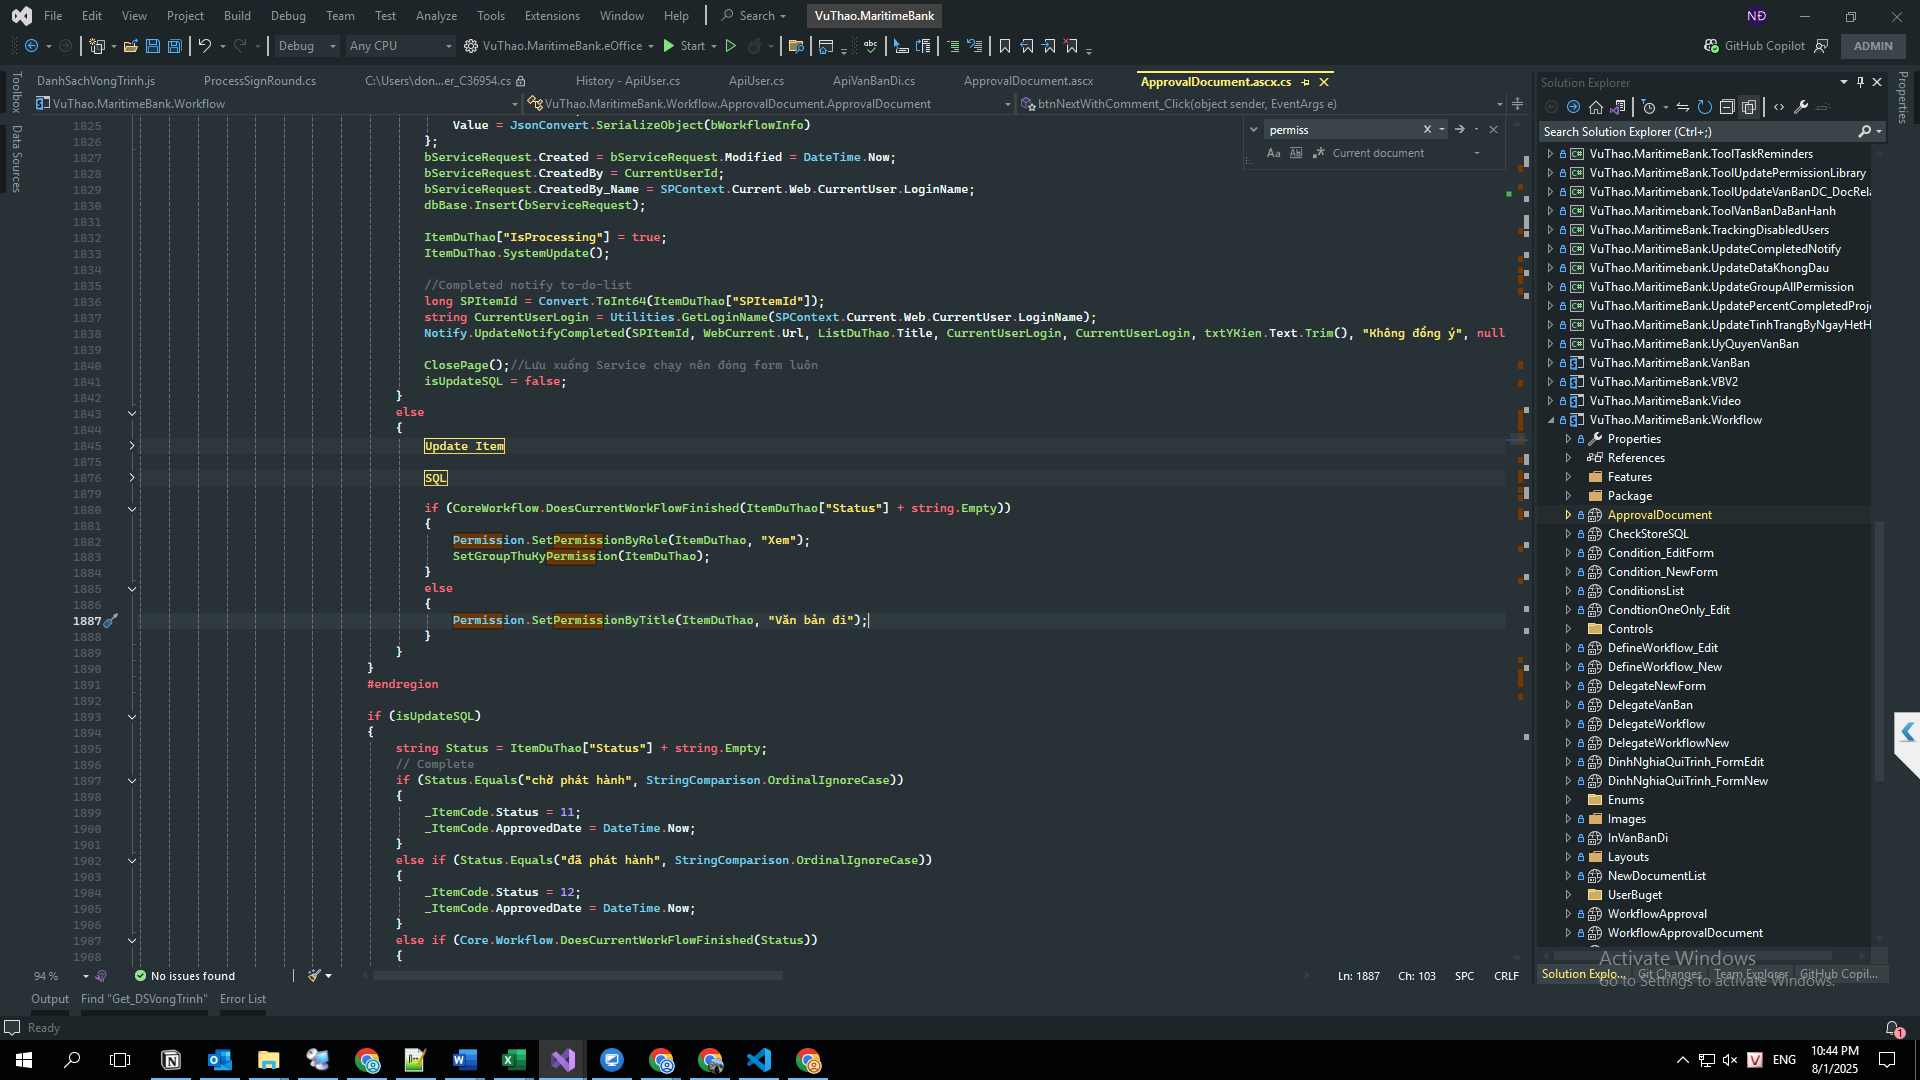 File Edit View Project Build Debug Team Test Analyze Tools Extensions Window Help Search VuThao.MaritimeBank NĐ
Debug Any CPU VuThao.MaritimeBank.eOffice Start GitHub Copilot ADMIN
DanhSachVongTrinh.js ProcessSignRound.cs C:\Users\don...er_C36954.cs History - ApiUser.cs ApiUser.cs ApiVanBanDi.cs ApprovalDocument.ascx ApprovalDocument.ascx.cs
VuThao.MaritimeBank.Workflow VuThao.MaritimeBank.Workflow.ApprovalDocument.ApprovalDocument btnNextWithComment_Click(object sender, EventArgs e)
Toolbox
Data Sources
permiss
Current document
1825 Value = JsonConvert.SerializeObject(bWorkflowInfo)
1826 };
1827 bServiceRequest.Created = bServiceRequest.Modified = DateTime.Now;
1828 bServiceRequest.CreatedBy = CurrentUserId;
1829 bServiceRequest.CreatedBy_Name = SPContext.Current.Web.CurrentUser.LoginName;
1830 dbBase.Insert(bServiceRequest);
1831
1832 ItemDuThao["IsProcessing"] = true;
1833 ItemDuThao.SystemUpdate();
1834
1835 //Completed notify to-do-list
1836 long SPItemId = Convert.ToInt64(ItemDuThao["SPItemId"]);
1837 string CurrentUserLogin = Utilities.GetLoginName(SPContext.Current.Web.CurrentUser.LoginName);
1838 Notify.UpdateNotifyCompleted(SPItemId, WebCurrent.Url, ListDuThao.Title, CurrentUserLogin, CurrentUserLogin, txtYKien.Text.Trim(), "Không đồng ý", null
1839
1840 ClosePage();//Lưu xuống Service chạy nên đóng form luôn
1841 isUpdateSQL = false;
1842 }
1843 else
1844 {
1845 Update Item
1875
1876 SQL
1879
1880 if (CoreWorkflow.DoesCurrentWorkFlowFinished(ItemDuThao["Status"] + string.Empty))
1881 {
1882 Permission.SetPermissionByRole(ItemDuThao, "Xem");
1883 SetGroupThuKyPermission(ItemDuThao);
1884 }
1885 else
1886 {
1887 Permission.SetPermissionByTitle(ItemDuThao, "Văn bản đi");
1888 }
1889 }
1890 }
1891 #endregion
1892
1893 if (isUpdateSQL)
1894 {
1895 string Status = ItemDuThao["Status"] + string.Empty;
1896 // Complete
1897 if (Status.Equals("chờ phát hành", StringComparison.OrdinalIgnoreCase))
1898 {
1899 _ItemCode.Status = 11;
1900 _ItemCode.ApprovedDate = DateTime.Now;
1901 }
1902 else if (Status.Equals("đã phát hành", StringComparison.OrdinalIgnoreCase))
1903 {
1904 _ItemCode.Status = 12;
1905 _ItemCode.ApprovedDate = DateTime.Now;
1906 }
1907 else if (Core.Workflow.DoesCurrentWorkFlowFinished(Status))
1908 {
94 % No issues found Ln: 1887 Ch: 103 SPC CRLF
Output Find "Get_DSVongTrinh" Error List
Ready
Solution Explorer
Search Solution Explorer (Ctrl+;)
VuThao.MaritimeBank.ToolTaskReminders
VuThao.MaritimeBank.ToolUpdatePermissionLibrary
VuThao.MaritimeBank.ToolUpdateVanBanDC_DocRela
VuThao.Maritimebank.ToolVanBanDaBanHanh
VuThao.Maritimebank.TrackingDisabledUsers
VuThao.MaritimeBank.UpdateCompletedNotify
VuThao.MaritimeBank.UpdateDataKhongDau
VuThao.MaritimeBank.UpdateGroupAllPermission
VuThao.MaritimeBank.UpdatePercentCompletedProje
VuThao.MaritimeBank.UpdateTinhTrangByNgayHetH
VuThao.MaritimeBank.UyQuyenVanBan
VuThao.MaritimeBank.VanBan
VuThao.MaritimeBank.VBV2
VuThao.MaritimeBank.Video
VuThao.MaritimeBank.Workflow
Properties
References
Features
Package
ApprovalDocument
CheckStoreSQL
Condition_EditForm
Condition_NewForm
ConditionsList
CondtionOneOnly_Edit
Controls
DefineWorkflow_Edit
DefineWorkflow_New
DelegateNewForm
DelegateVanBan
DelegateWorkflow
DelegateWorkflowNew
DinhNghiaQuiTrinh_FormEdit
DinhNghiaQuiTrinh_FormNew
Enums
Images
InVanBanDi
Layouts
NewDocumentList
UserBuget
WorkflowApproval
WorkflowApprovalDocument
Solution Explo... Git Changes Team Explorer GitHub Copil...
Activate Windows
Go to Settings to activate Windows.
Properties
1
ENG 10:44 PM
8/1/2025